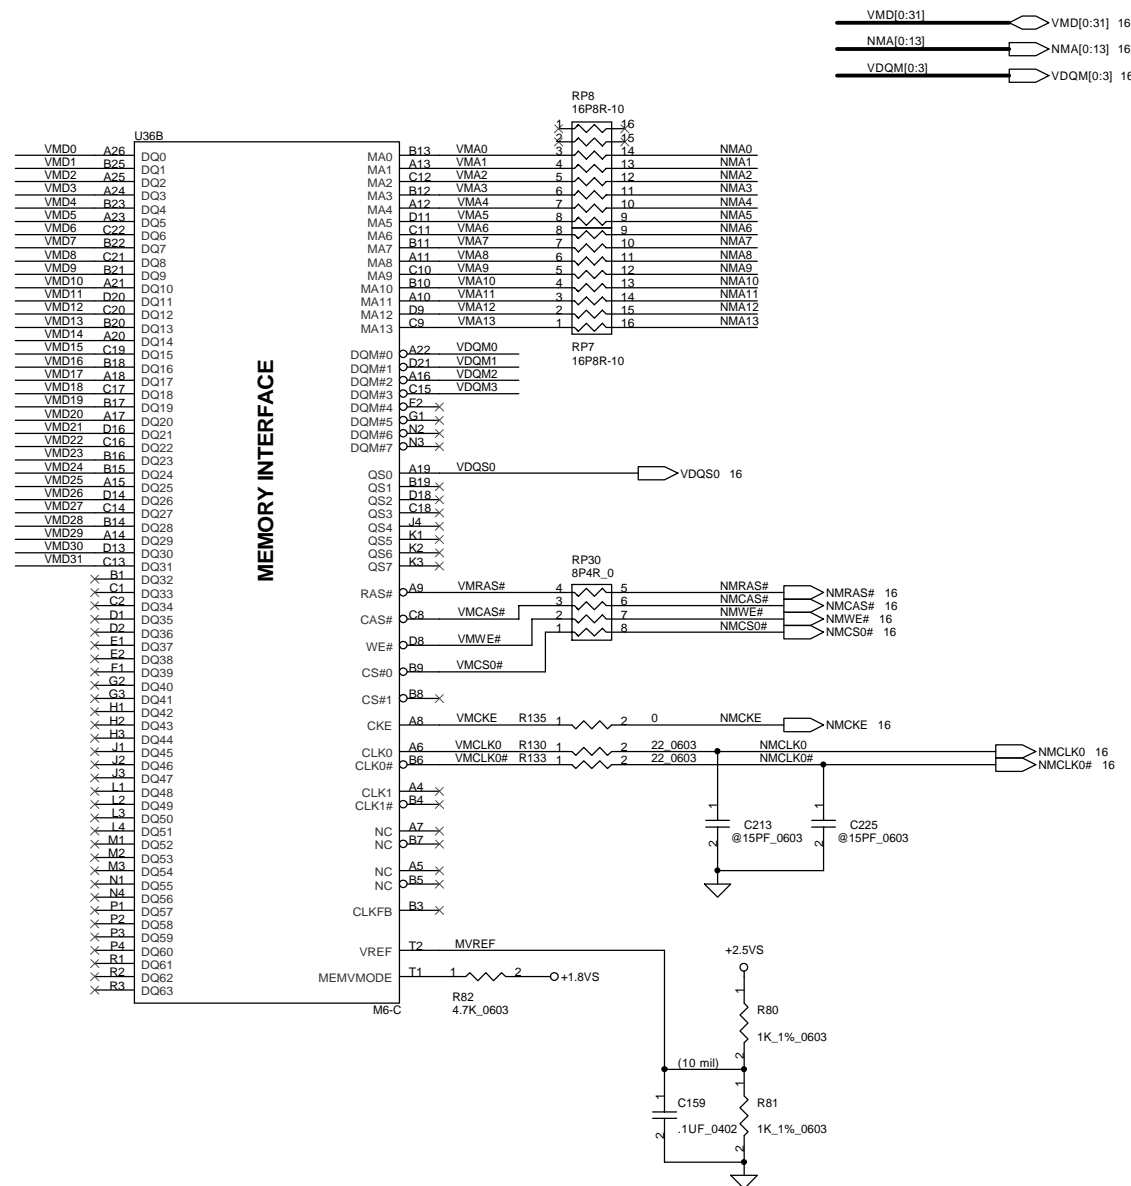 VMD[0:31] VMD[0:31] 16
NMA[0:13] NMA[0:13] 16
VDQM[0:3] VDQM[0:3] 16
RP8
16P8R-10
1 16
2 15
U36B
VMD0 A26 DQ0 MA0 B13 VMA0 3 14 NMA0
VMD1 B25 DQ1 MA1 A13 VMA1 4 13 NMA1
VMD2 A25 DQ2 MA2 C12 VMA2 5 12 NMA2
VMD3 A24 DQ3 MA3 B12 VMA3 6 11 NMA3
VMD4 B23 DQ4 MA4 A12 VMA4 7 10 NMA4
VMD5 A23 DQ5 MA5 D11 VMA5 8 9 NMA5
VMD6 C22 DQ6 MA6 C11 VMA6 8 9 NMA6
VMD7 B22 DQ7 MA7 B11 VMA7 7 10 NMA7
VMD8 C21 DQ8 MA8 A11 VMA8 6 11 NMA8
VMD9 B21 DQ9 MA9 C10 VMA9 5 12 NMA9
VMD10 A21 DQ10 MA10 B10 VMA10 4 13 NMA10
VMD11 D20 DQ11 MA11 A10 VMA11 3 14 NMA11
VMD12 C20 DQ12 MA12 D9 VMA12 2 15 NMA12
VMD13 B20 DQ13 MA13 C9 VMA13 1 16 NMA13
VMD14 A20 DQ14
RP7
16P8R-10
VMD15 C19 DQ15 DQM#0 A22 VDQM0
VMD16 B18 DQ16 DQM#1 D21 VDQM1
VMD17 A18 DQ17 DQM#2 A16 VDQM2
VMD18 C17 DQ18 DQM#3 C15 VDQM3
VMD19 B17 DQ19 DQM#4 F2
VMD20 A17 DQ20 DQM#5 G1
VMD21 D16 DQ21 DQM#6 N2
VMD22 C16 DQ22 DQM#7 N3
VMD23 B16 DQ23
VMD24 B15 DQ24 QS0 A19 VDQS0 VDQS0 16
VMD25 A15 DQ25 QS1 B19
VMD26 D14 DQ26 QS2 D18
VMD27 C14 DQ27 QS3 C18
VMD28 B14 DQ28 QS4 J4
VMD29 A14 DQ29 QS5 K1
VMD30 D13 DQ30 QS6 K2
VMD31 C13 DQ31 QS7 K3
MEMORY INTERFACE
RP30
8P4R_0
B1 DQ32
C1 DQ33 RAS# A9 VMRAS# 4 5 NMRAS# NMRAS# 16
C2 DQ34 3 6 NMCAS# NMCAS# 16
D1 DQ35 CAS# C8 VMCAS# 2 7 NMWE# NMWE# 16
D2 DQ36 1 8 NMCS0# NMCS0# 16
E1 DQ37 WE# D8 VMWE#
E2 DQ38
F1 DQ39 CS#0 B9 VMCS0#
G2 DQ40
G3 DQ41 CS#1 B8
H1 DQ42
H2 DQ43 CKE A8 VMCKE R135 1 2 0 NMCKE NMCKE 16
H3 DQ44
J1 DQ45 CLK0 A6 VMCLK0 R130 1 2 22_0603 NMCLK0 NMCLK0 16
J2 DQ46 CLK0# B6 VMCLK0# R133 1 2 22_0603 NMCLK0# NMCLK0# 16
J3 DQ47
L1 DQ48 CLK1 A4
L2 DQ49 CLK1# B4
L3 DQ50
L4 DQ51 NC A7
M1 DQ52 NC B7
M2 DQ53
M3 DQ54 NC A5
N1 DQ55 NC B5
N4 DQ56
P1 DQ57 CLKFB B3
P2 DQ58
P3 DQ59
P4 DQ60 VREF T2 MVREF
R1 DQ61
R2 DQ62 MEMVMODE T1 1 2 +1.8VS
R3 DQ63
M6-C
R82
4.7K_0603
1 1
C213 C225
@15PF_0603 @15PF_0603
2 2
+2.5VS
1
R80
1K_1%_0603
2
(10 mil)
1 1
C159 R81
.1UF_0402 1K_1%_0603
2 2